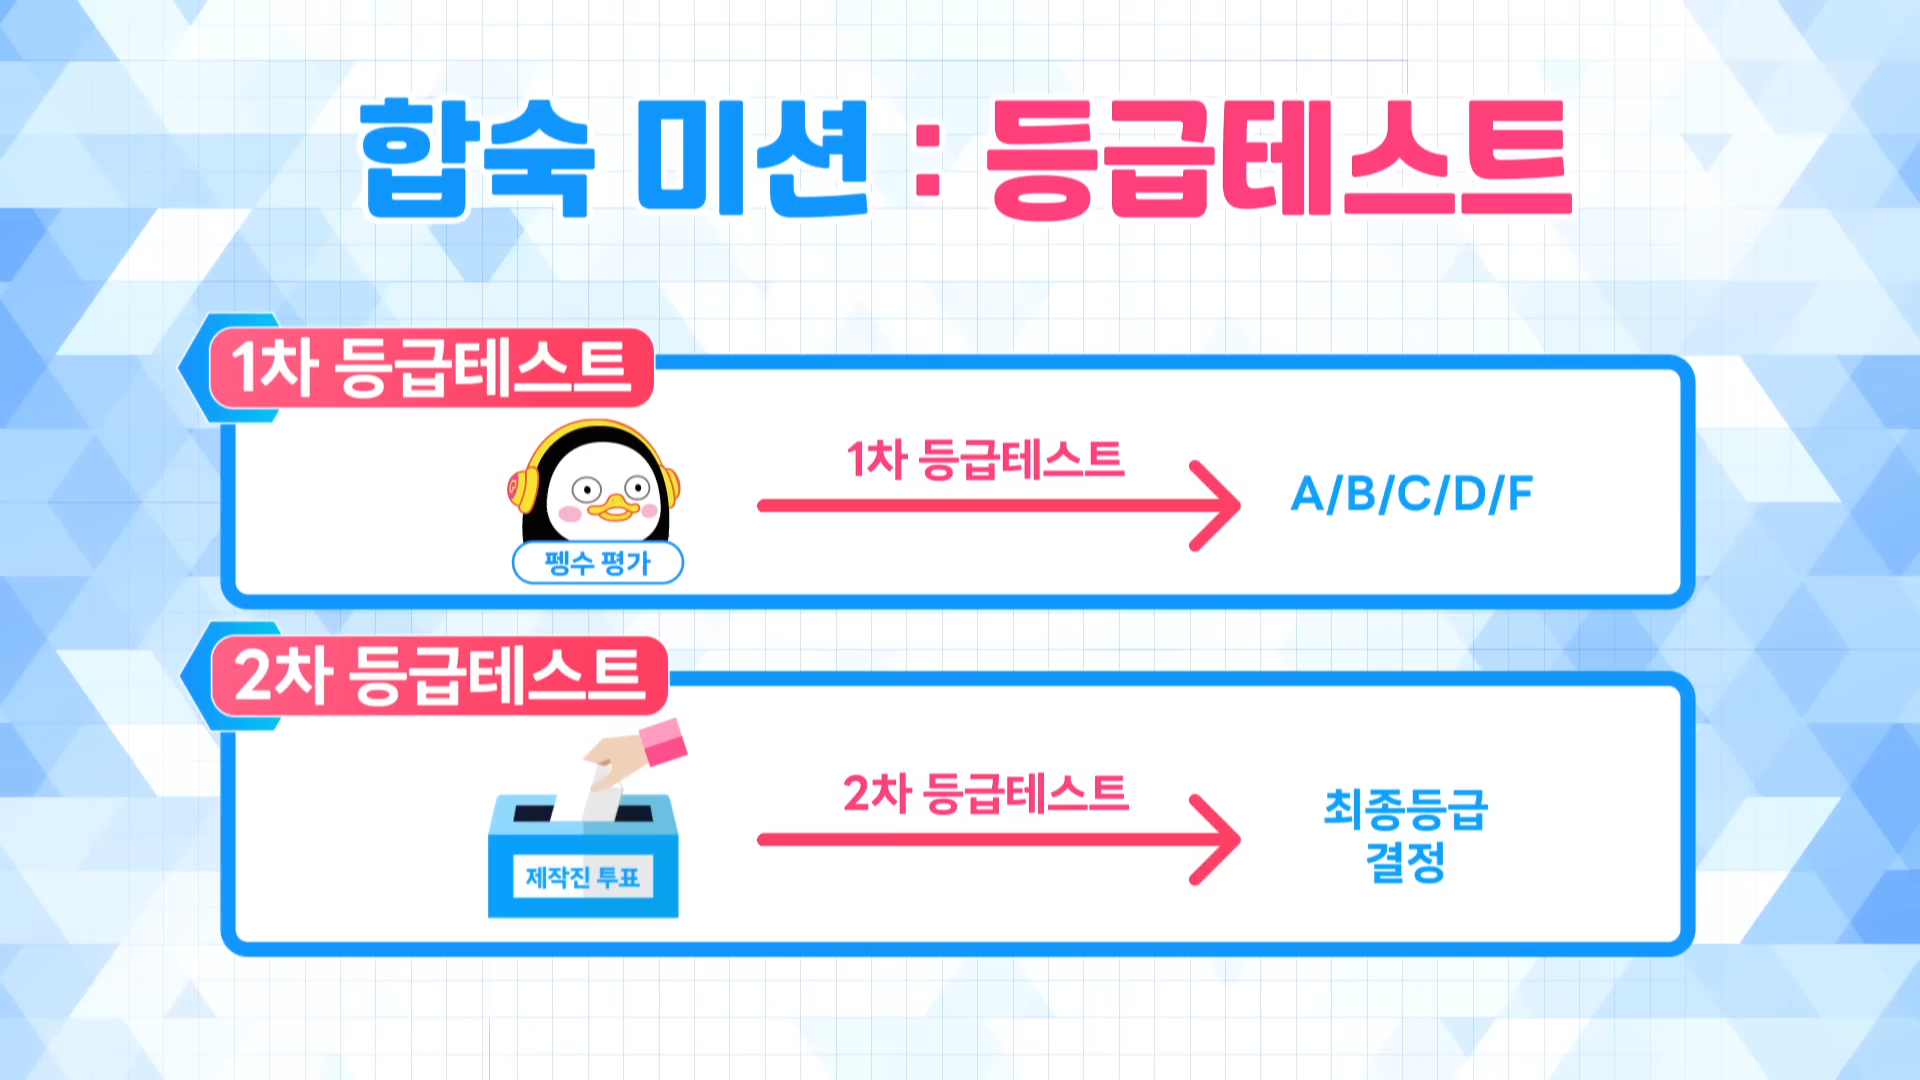 합숙 미션 : 등급테스트
1차 등급테스트
펭수 평가
1차 등급테스트
A/B/C/D/F
2차 등급테스트
제작진 투표
2차 등급테스트
최종등급
결정